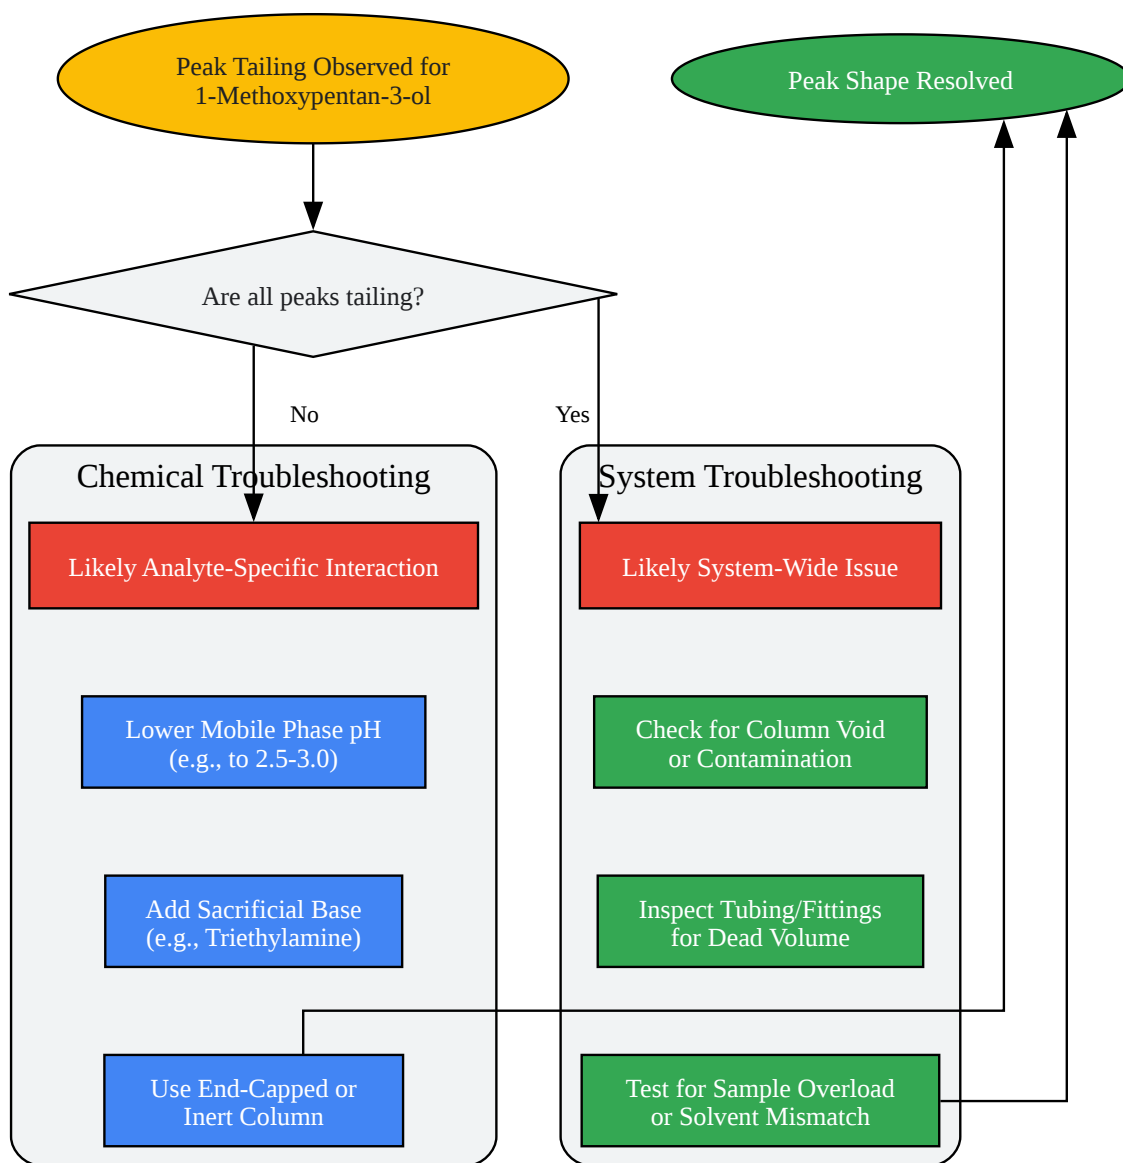 Peak Tailing Observed for
1-Methoxypentan-3-ol
Peak Shape Resolved
Are all peaks tailing?
No
Yes
Chemical Troubleshooting
Likely Analyte-Specific Interaction
Lower Mobile Phase pH
(e.g., to 2.5-3.0)
Add Sacrificial Base
(e.g., Triethylamine)
Use End-Capped or
Inert Column
System Troubleshooting
Likely System-Wide Issue
Check for Column Void
or Contamination
Inspect Tubing/Fittings
for Dead Volume
Test for Sample Overload
or Solvent Mismatch